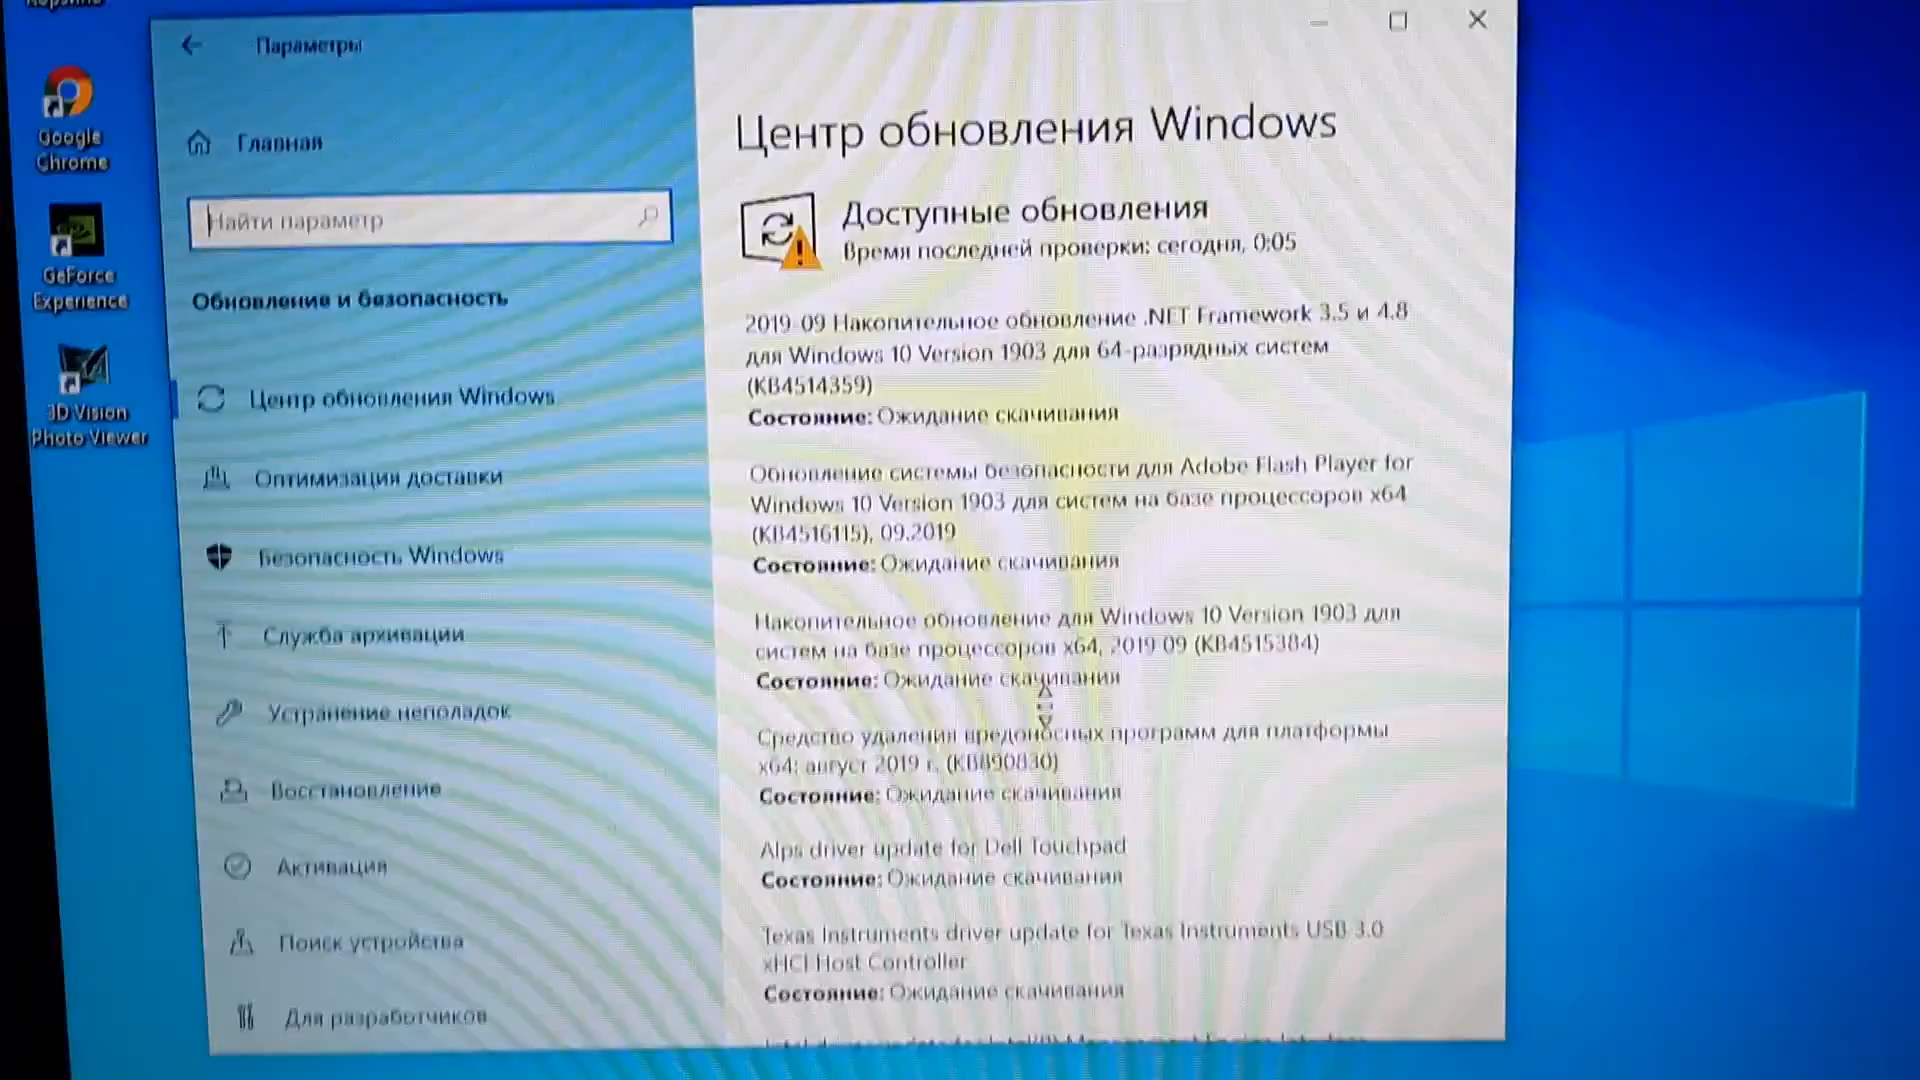 Google
Chrome
GeForce
Experience
3D Vision
Photo Viewer
Параметры
Главная
Найти параметр
Обновление и безопасность
Центр обновления Windows
Оптимизация доставки
Безопасность Windows
Служба архивации
Устранение неполадок
Восстановление
Активация
Поиск устройства
Для разработчиков
Центр обновления Windows
Доступные обновления
Время последней проверки: сегодня, 0:05
2019-09 Накопительное обновление .NET Framework 3.5 и 4.8
для Windows 10 Version 1903 для 64-разрядных систем
(KB4514359)
Состояние: Ожидание скачивания
Обновление системы безопасности для Adobe Flash Player for
Windows 10 Version 1903 для систем на базе процессоров x64
(KB4516115), 09.2019
Состояние: Ожидание скачивания
Накопительное обновление для Windows 10 Version 1903 для
систем на базе процессоров x64, 2019 09 (KB4515384)
Состояние: Ожидание скачивания
Средство удаления вредоносных программ для платформы
x64: август 2019 г. (KB890830)
Состояние: Ожидание скачивания
Alps driver update for Dell Touchpad
Состояние: Ожидание скачивания
Texas Instruments driver update for Texas Instruments USB 3.0
xHCI Host Controller
Состояние: Ожидание скачивания